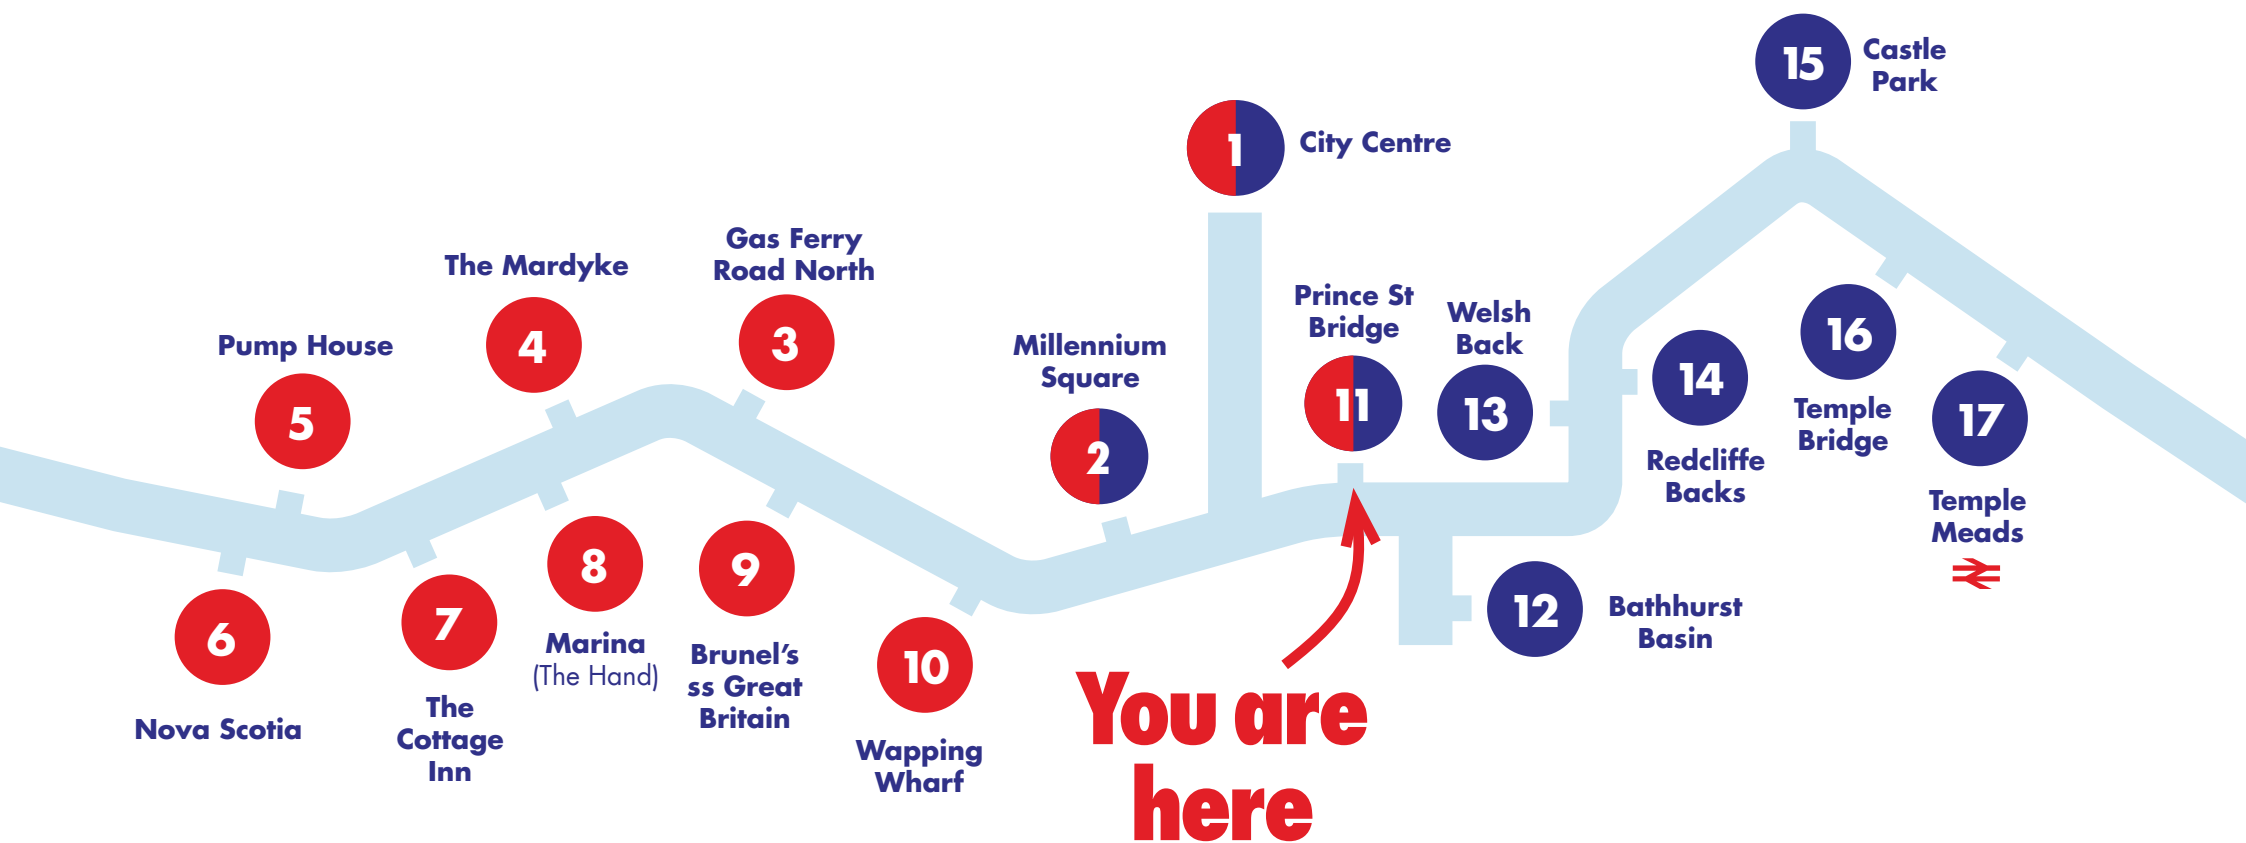 15
Castle
Park
1
City Centre
Gas Ferry
Road North
3
The Mardyke
4
Pump House
5
Millennium
Square
2
Prince St
Bridge
11
Welsh
Back
13
14
Redcliffe
Backs
16
Temple
Bridge
17
Temple
Meads
6
Nova Scotia
7
The
Cottage
Inn
8
Marina
(The Hand)
9
Brunel’s
ss Great
Britain
10
Wapping
Wharf
12
Bathhurst
Basin
You are
here